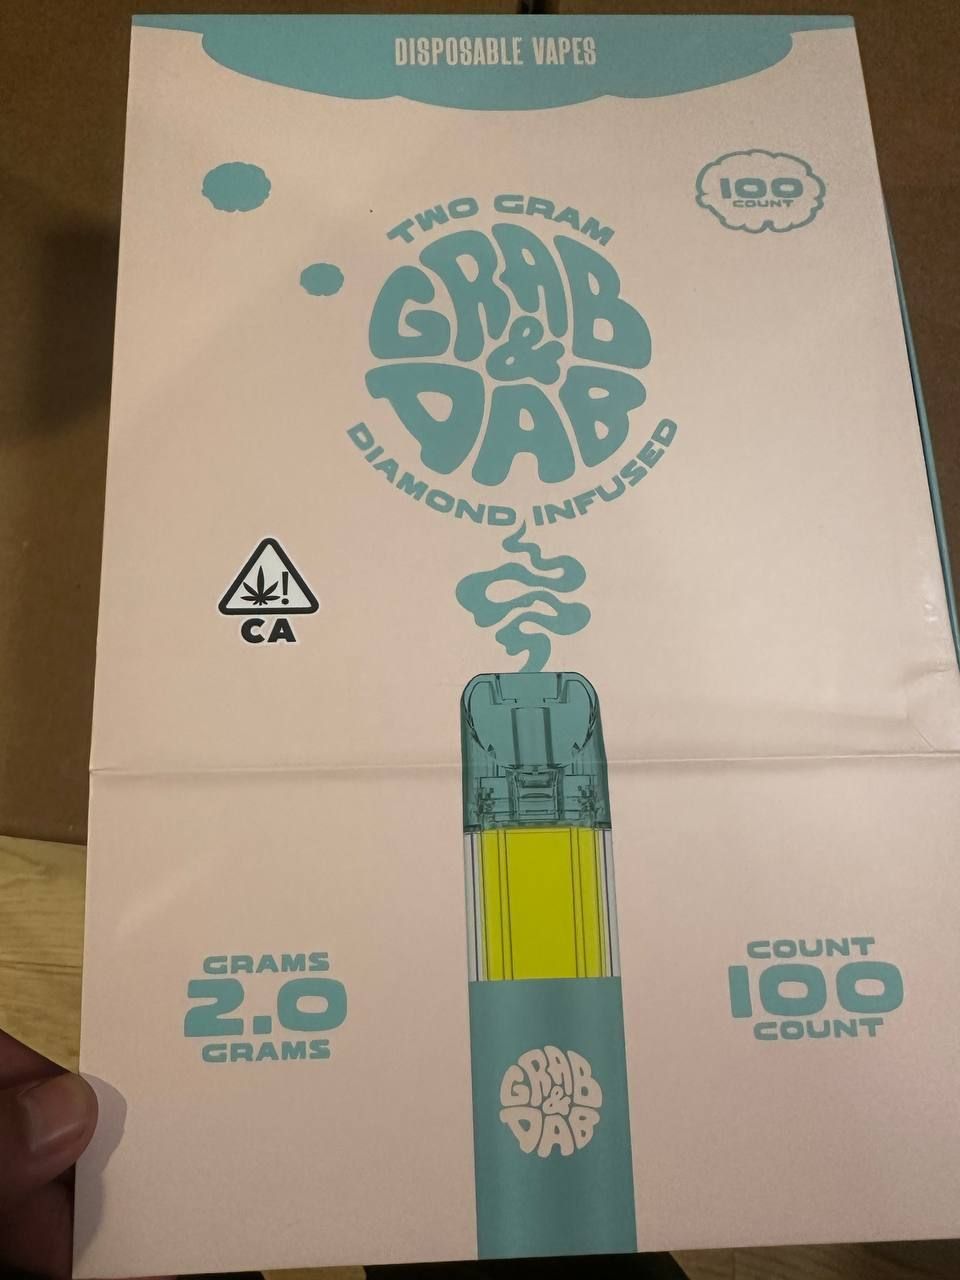 DISPOSABLE VAPES
100
COUNT
TWO GRAM
GRAB
&
DAB
DIAMOND INFUSED
!
CA
GRAMS
2.0
GRAMS
COUNT
100
COUNT
GRAB
&
DAB